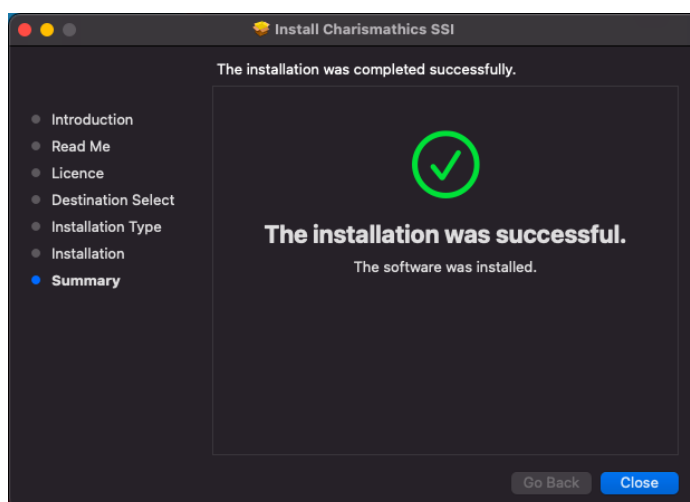 Install Charismathics SSI
The installation was completed successfully.
Introduction
Read Me
Licence
Destination Select
Installation Type
Installation
Summary
The installation was successful.
The software was installed.
Go Back
Close